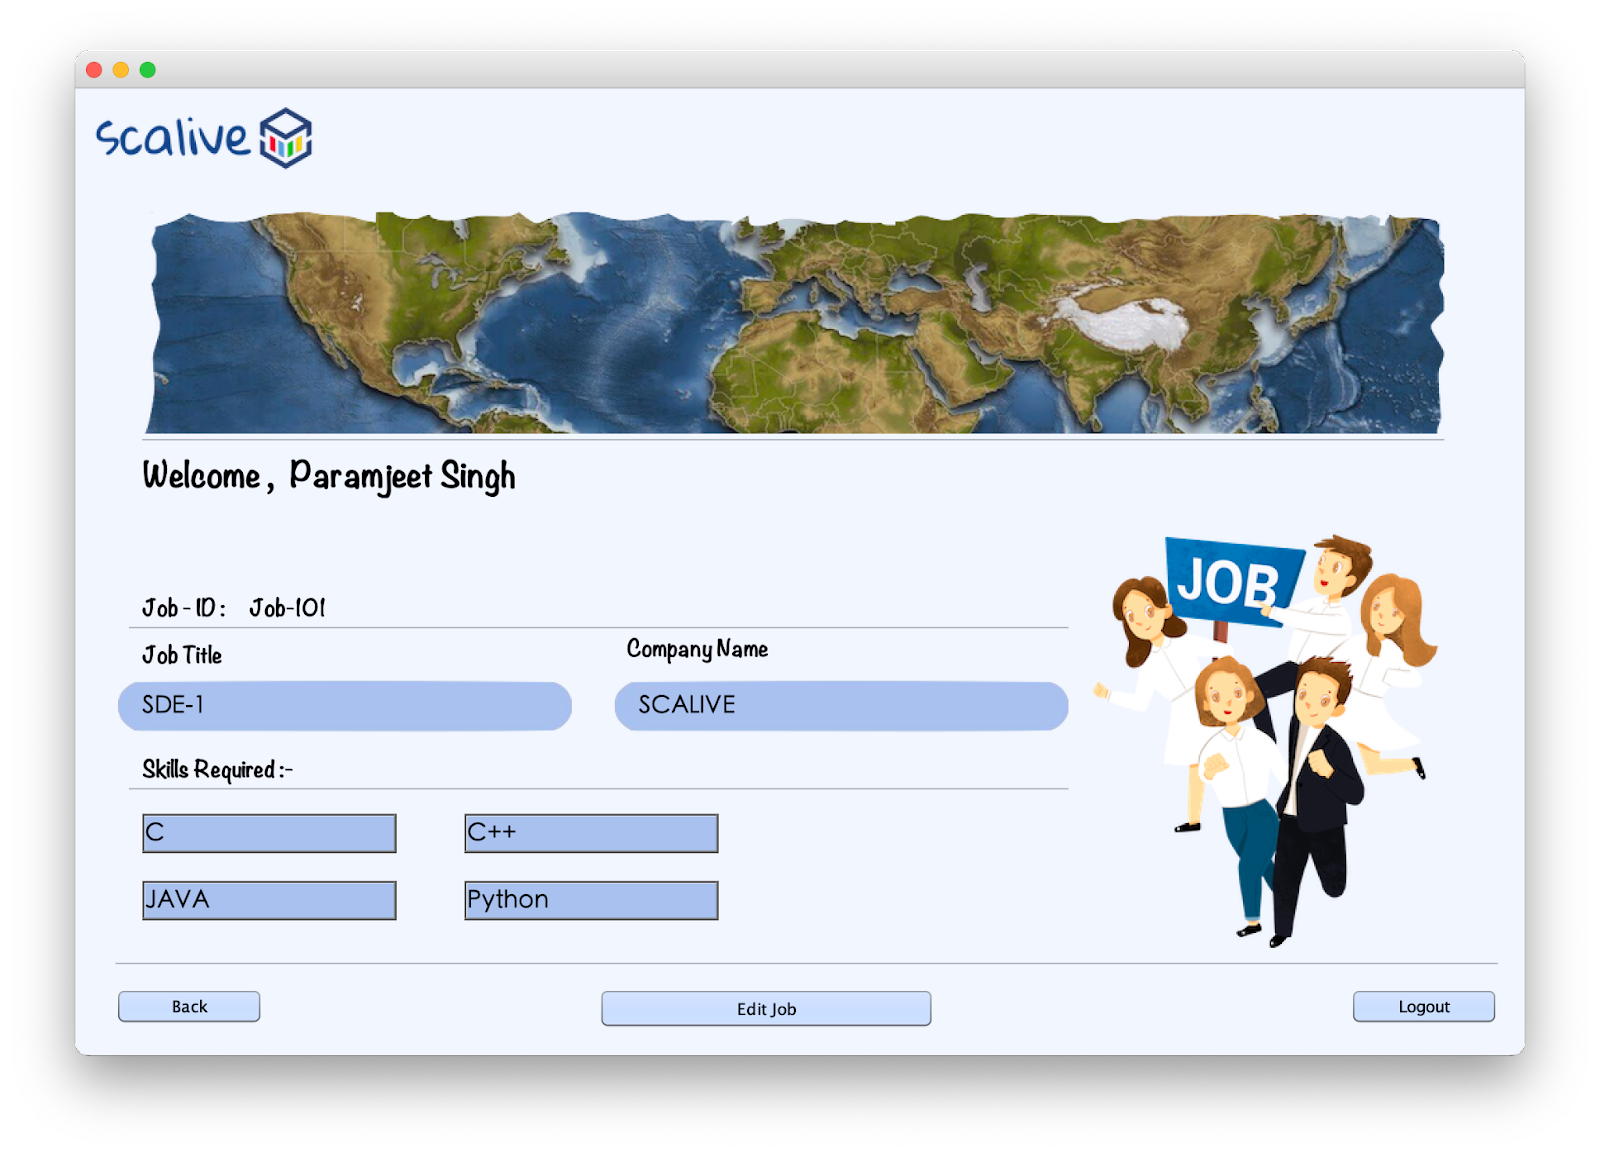 scalive
Welcome, Paramjeet Singh
JOB
Job - ID : Job-101
Job Title
Company Name
SDE-1
SCALIVE
Skills Required :-
C
C++
JAVA
Python
Back
Edit Job
Logout